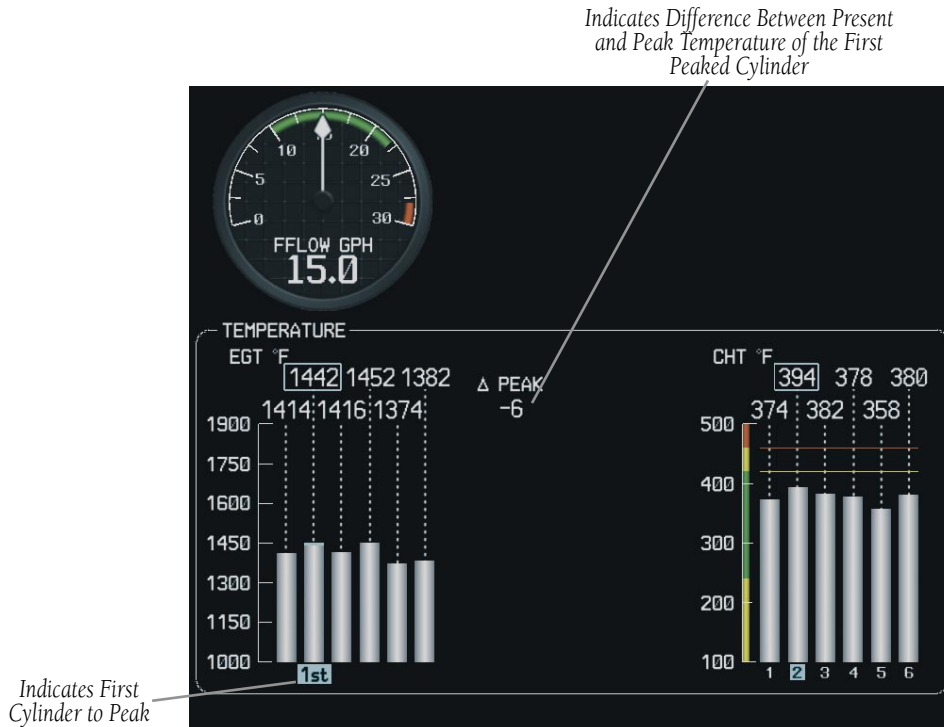 Indicates Difference Between Present
and Peak Temperature of the First
Peaked Cylinder
10
20
5
25
0
30
FFLOW GPH
15.0
TEMPERATURE
EGT °F
1442 1452 1382
1414 1416 1374
Δ PEAK
-6
1900
1750
1600
1450
1300
1150
1000
1st
CHT °F
394 378 380
374 382 358
500
400
300
200
100
1 2 3 4 5 6
Indicates First
Cylinder to Peak